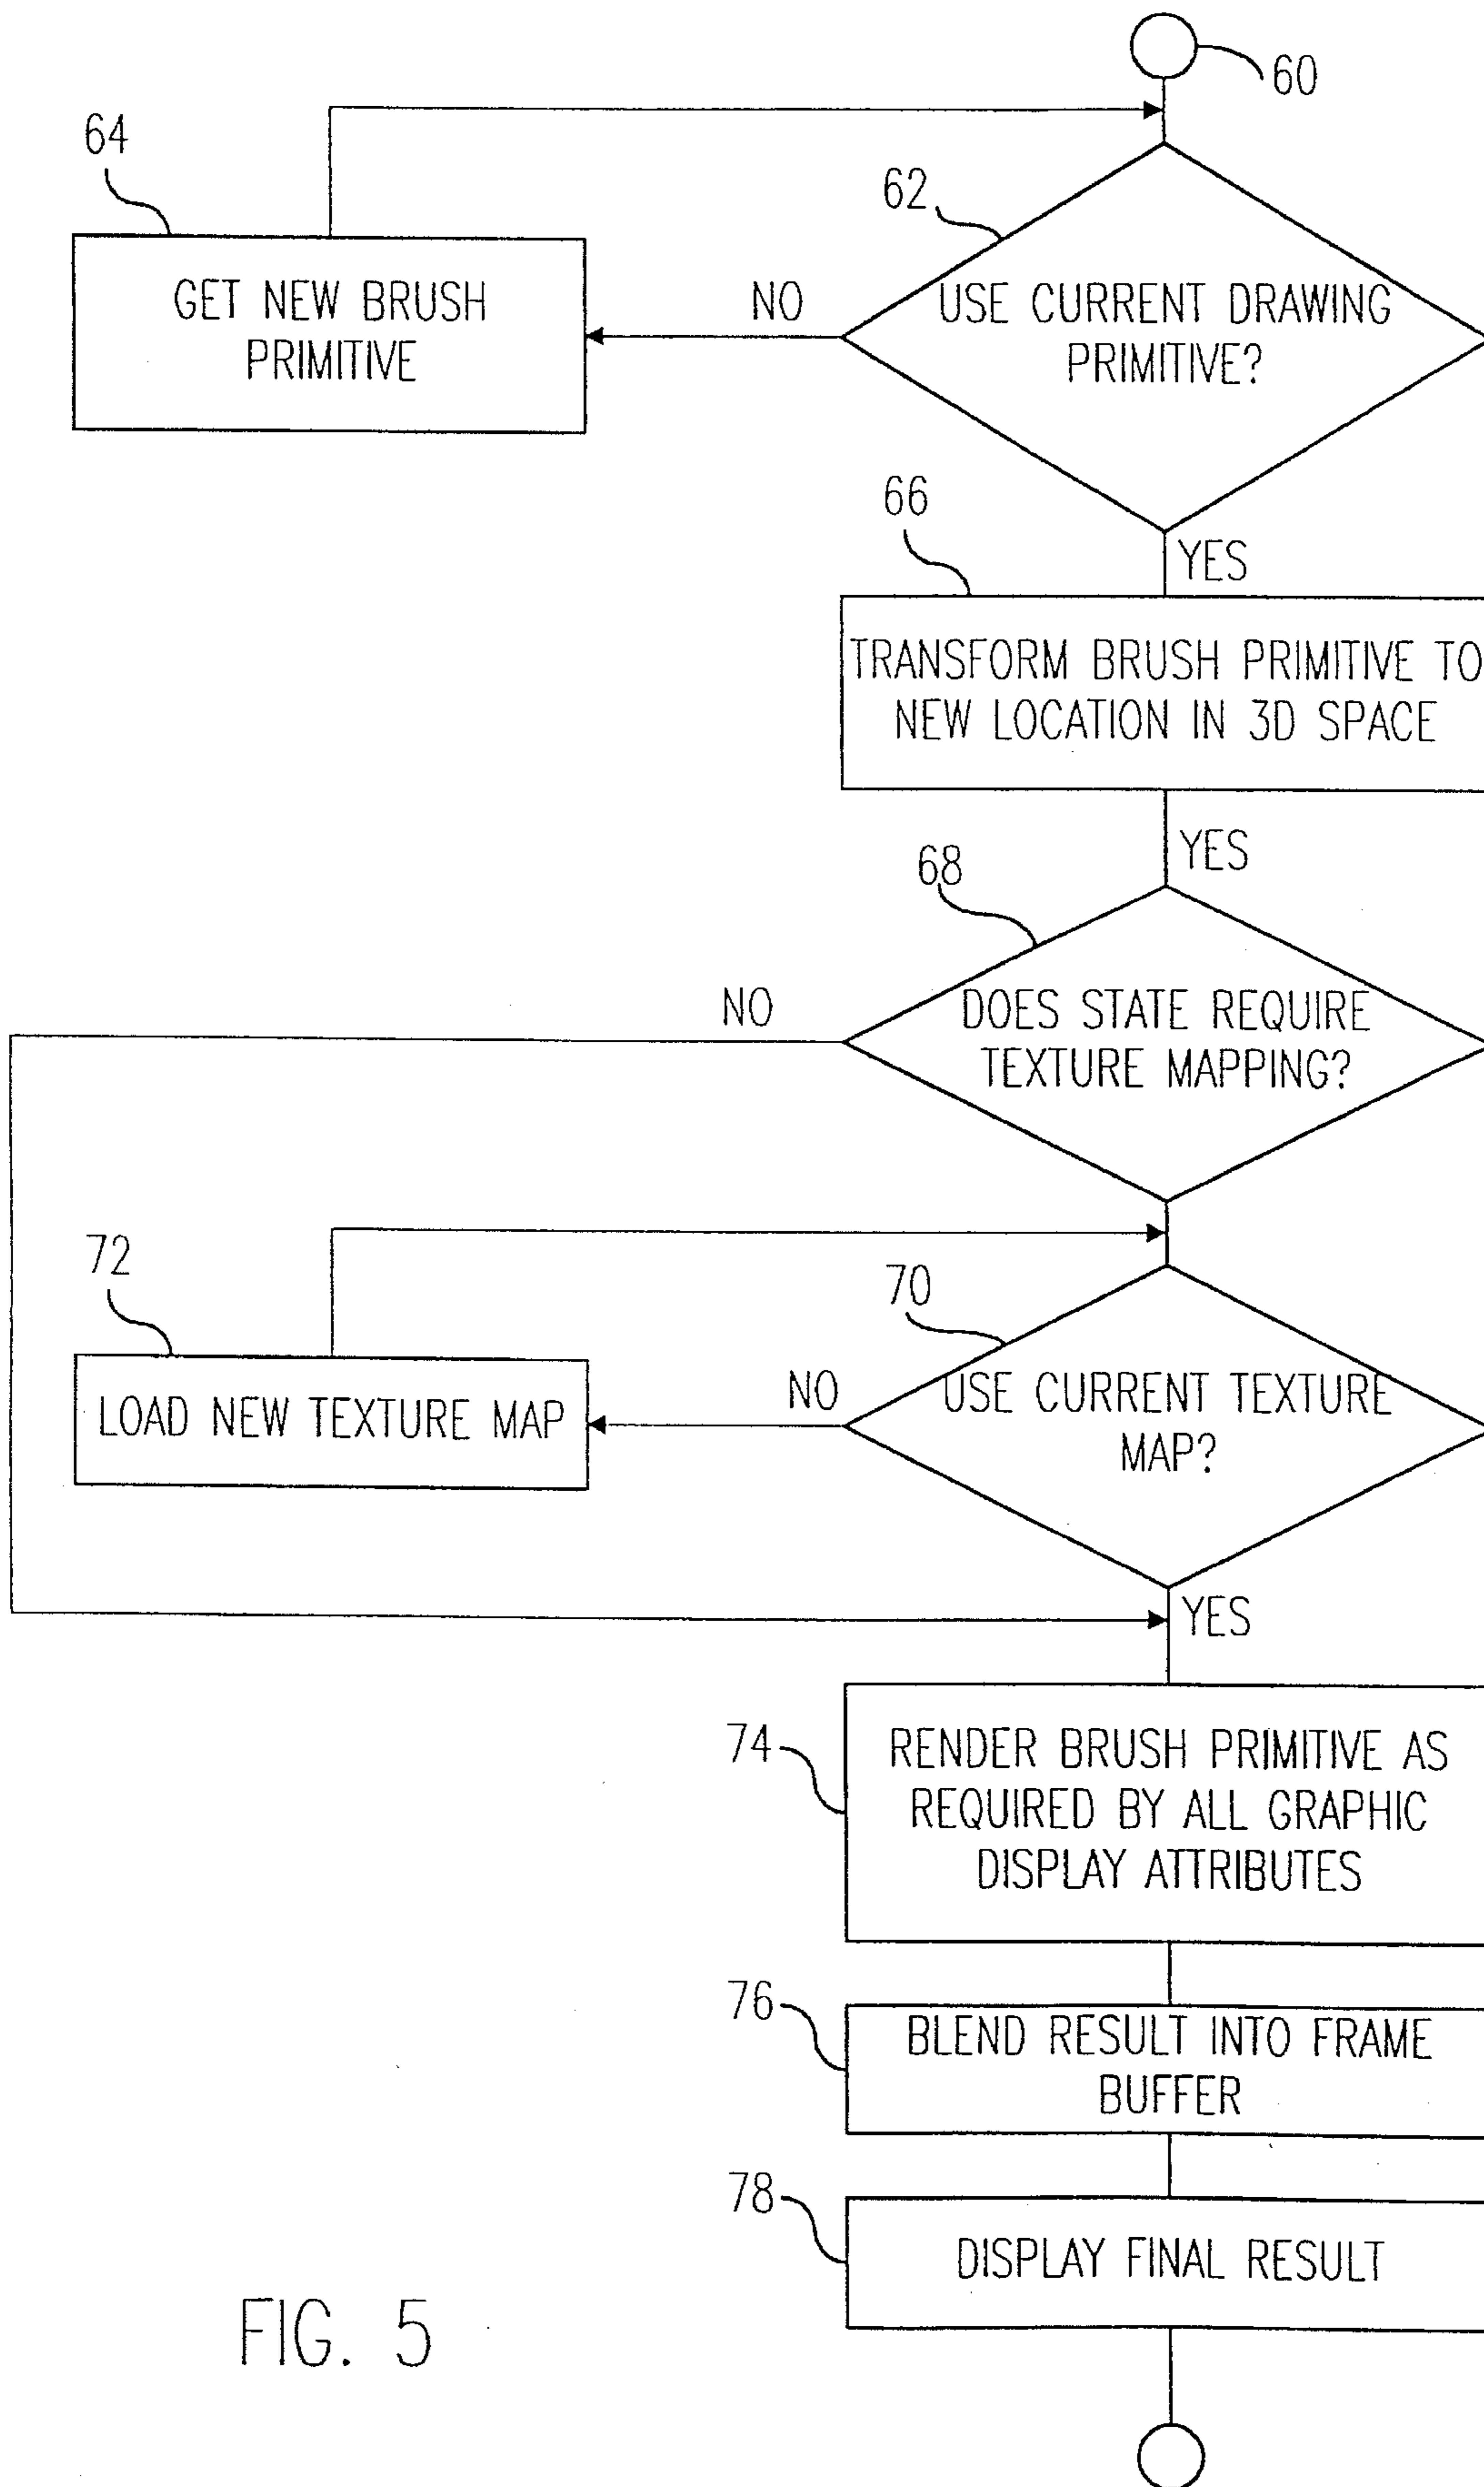 60
64
62
GET NEW BRUSH
PRIMITIVE
NO
USE CURRENT DRAWING
PRIMITIVE?
66
YES
TRANSFORM BRUSH PRIMITIVE TO
NEW LOCATION IN 3D SPACE
YES
68
NO
DOES STATE REQUIRE
TEXTURE MAPPING?
72
70
LOAD NEW TEXTURE MAP
NO
USE CURRENT TEXTURE
MAP?
YES
74
RENDER BRUSH PRIMITIVE AS
REQUIRED BY ALL GRAPHIC
DISPLAY ATTRIBUTES
76
BLEND RESULT INTO FRAME
BUFFER
78
DISPLAY FINAL RESULT
FIG. 5